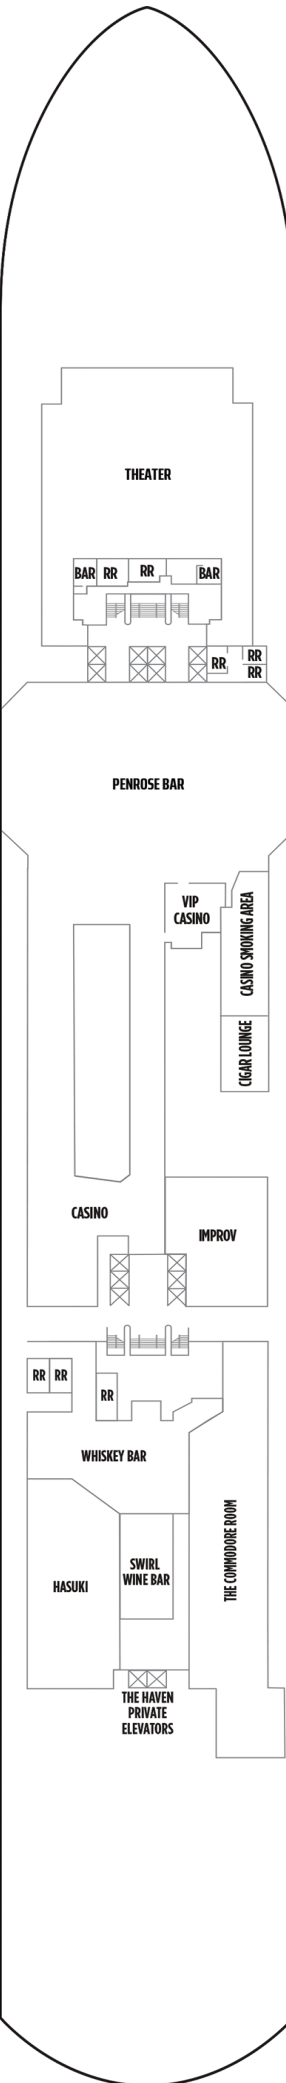 THEATER
BAR
RR
RR
BAR
RR
RR
RR
PENROSE BAR
VIP
CASINO
CASINO SMOKING AREA
CIGAR LOUNGE
CASINO
IMPROV
RR
RR
RR
WHISKEY BAR
THE COMMODORE ROOM
SWIRL
WINE BAR
HASUKI
THE HAVEN
PRIVATE
ELEVATORS